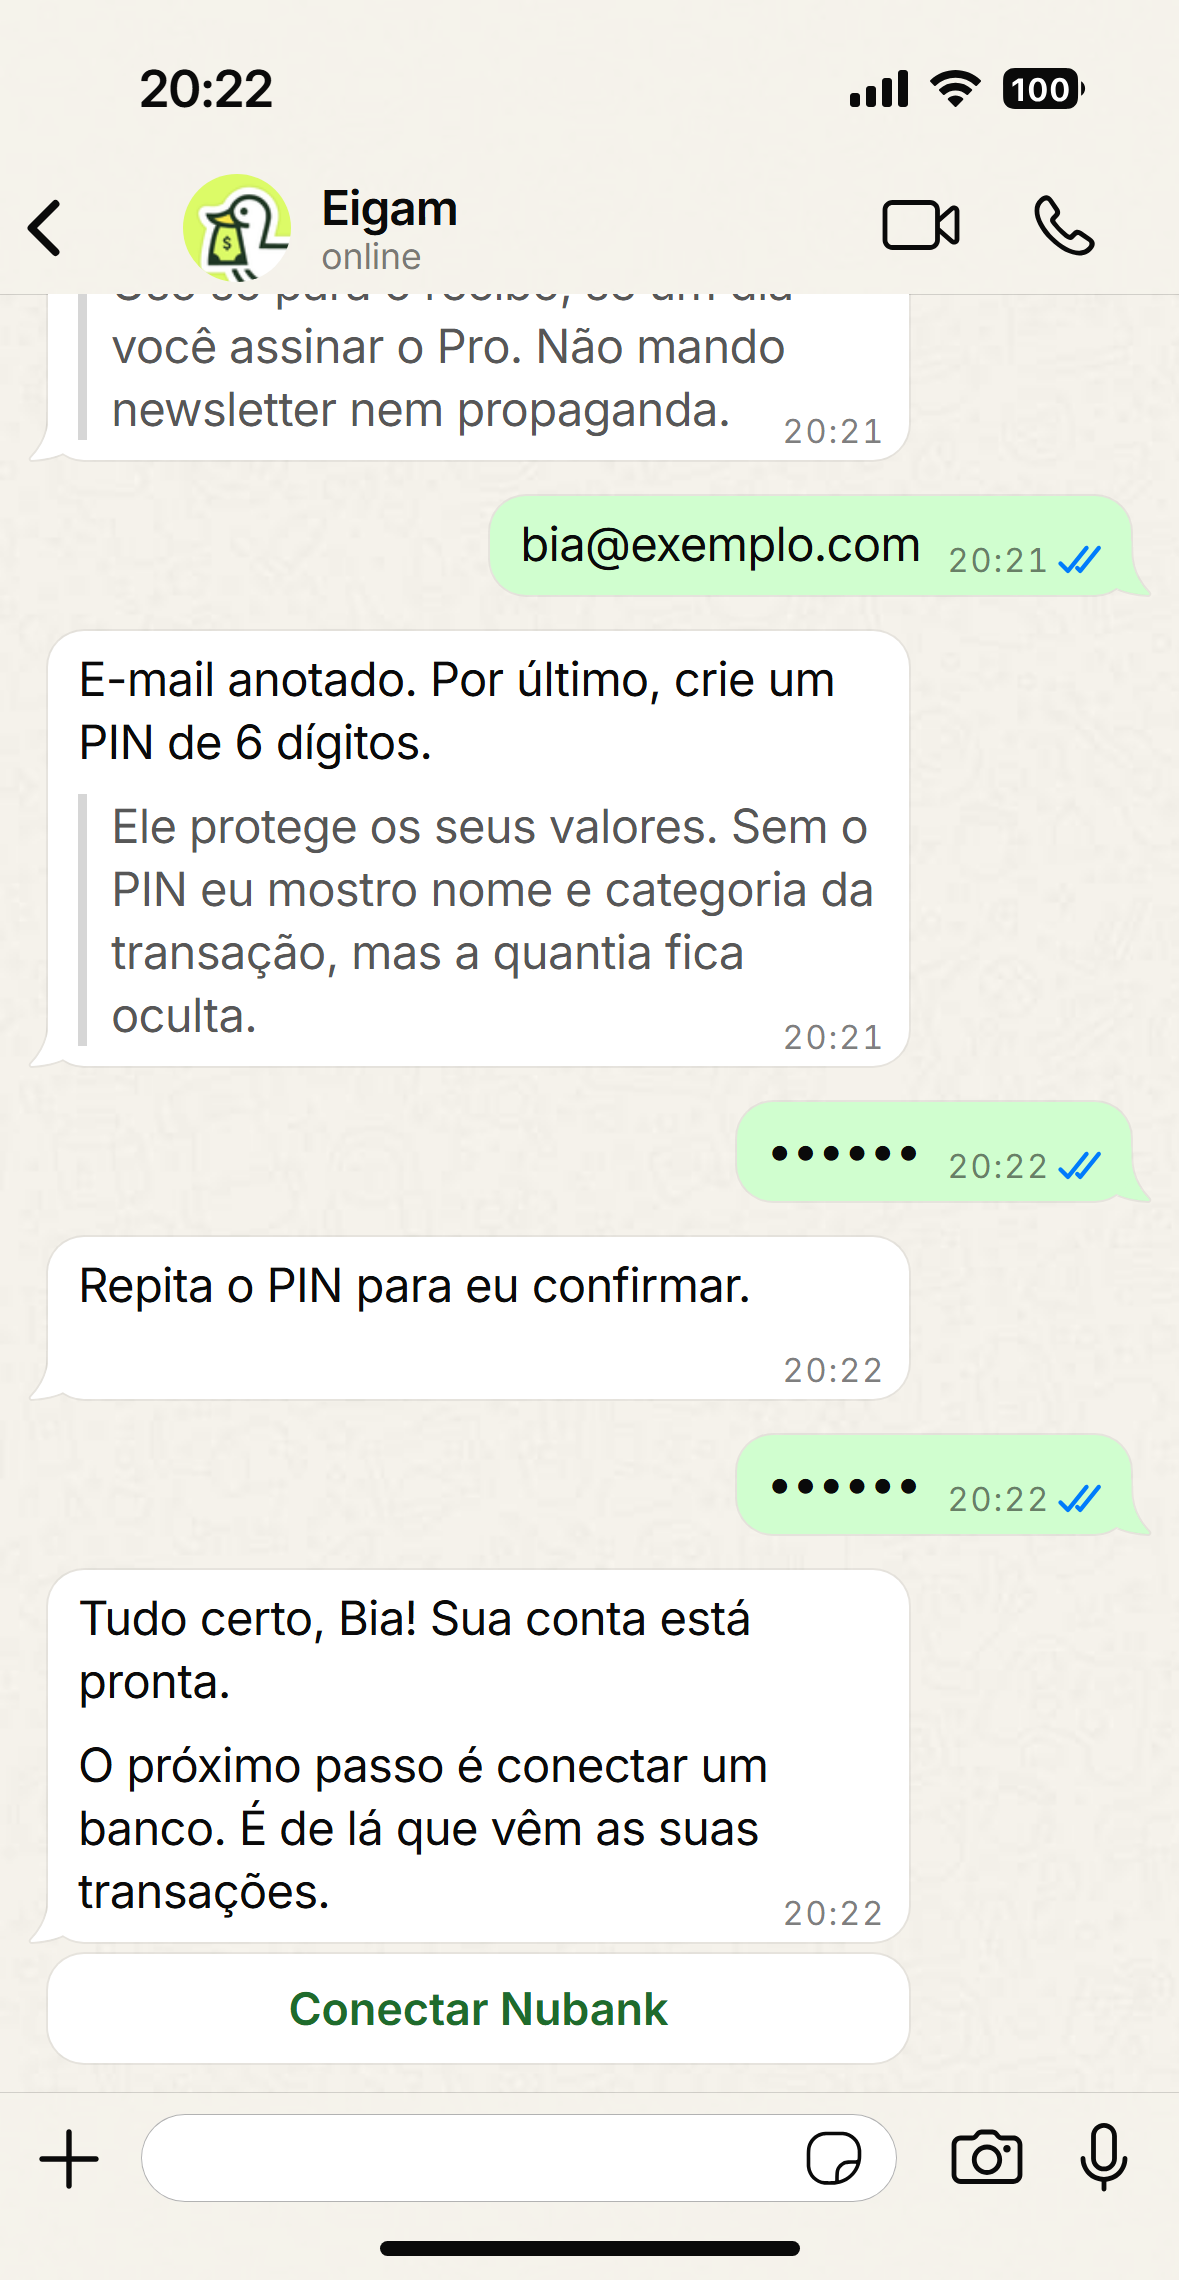 20:22
100
Eigam
online
você assinar o Pro. Não mando
newsletter nem propaganda.
20:21
bia@exemplo.com
20:21
E-mail anotado. Por último, crie um
PIN de 6 dígitos.
Ele protege os seus valores. Sem o
PIN eu mostro nome e categoria da
transação, mas a quantia fica
oculta.
20:21
••••••
20:22
Repita o PIN para eu confirmar.
20:22
••••••
20:22
Tudo certo, Bia! Sua conta está
pronta.
O próximo passo é conectar um
banco. É de lá que vêm as suas
transações.
20:22
Conectar Nubank